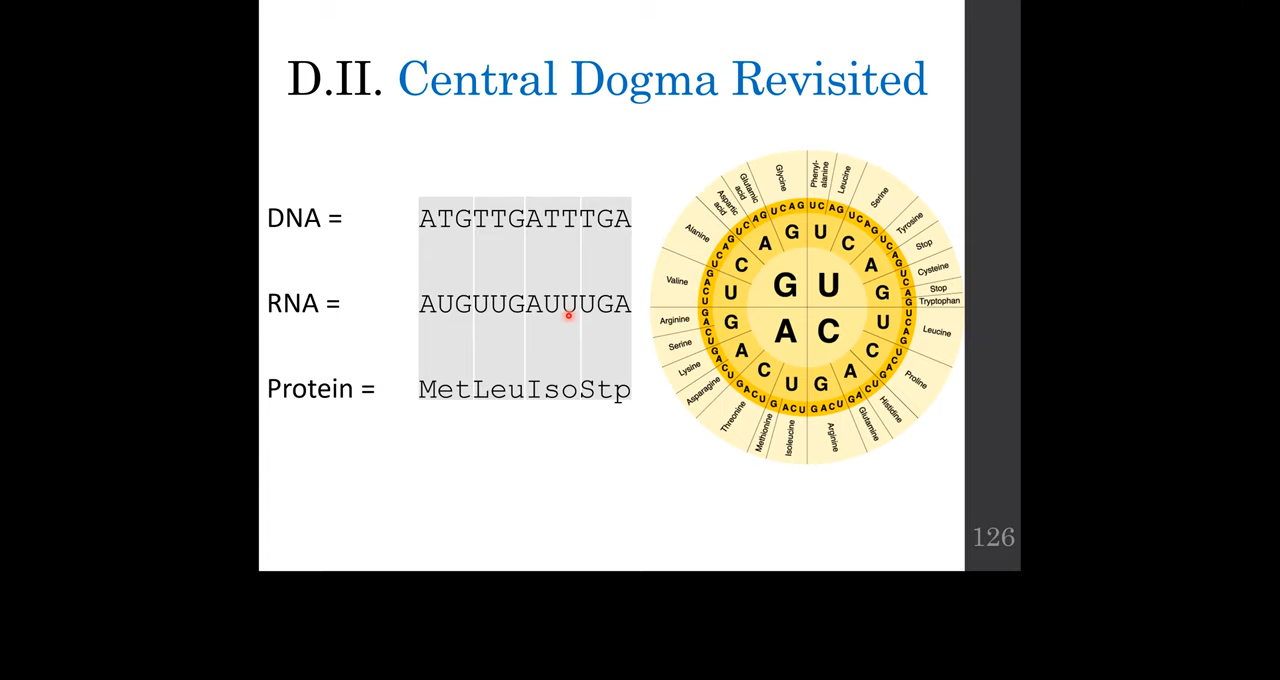 D.II. Central Dogma Revisited
DNA = ATGTTGATTTGA
RNA = AUGUUGAUUUGA
Protein = MetLeuIsoStp
Glycine
Phenyl-
alanine
Leucine
Serine
Tyrosine
Stop
Cysteine
Stop
Tryptophan
Leucine
Proline
Histidine
Glutamine
Arginine
Isoleucine
Methionine
Threonine
Asparagine
Lysine
Serine
Arginine
Valine
Alanine
Aspartic
acid
Glutamic
acid
G U
A C
U C A G
U C A G
U C A G
U C A G
126